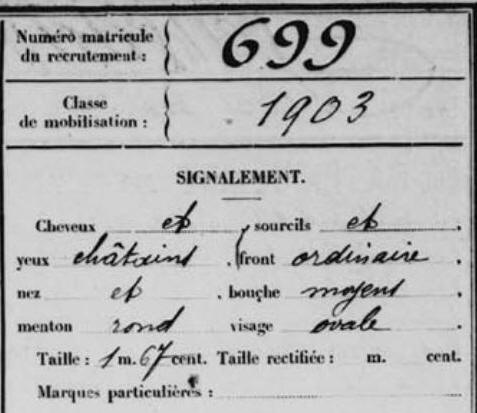 Numéro matricule du recrutement : 699
Classe de mobilisation : 1903
SIGNALEMENT.
Cheveux et, sourcils et.
yeux châtains, front ordinaire
nez et. bouche moyens.
menton rond visage ovale.
Taille : 1 m. 67 cent. Taille rectifiée : m. cent.
Marques particulières :